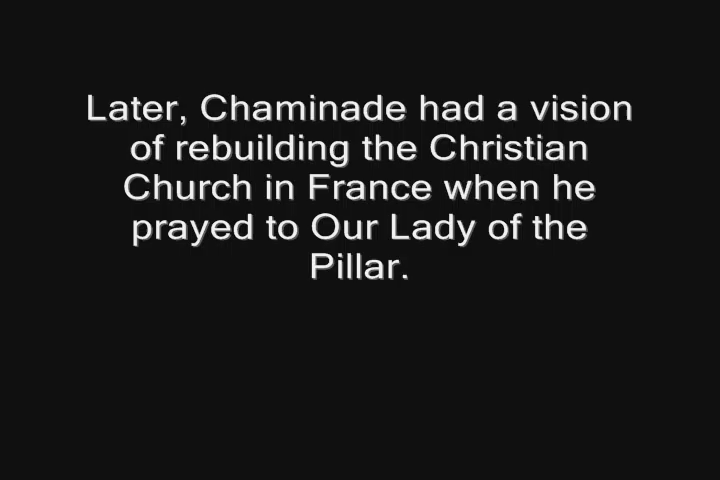 Later, Chaminade had a vision
of rebuilding the Christian
Church in France when he
prayed to Our Lady of the
Pillar.